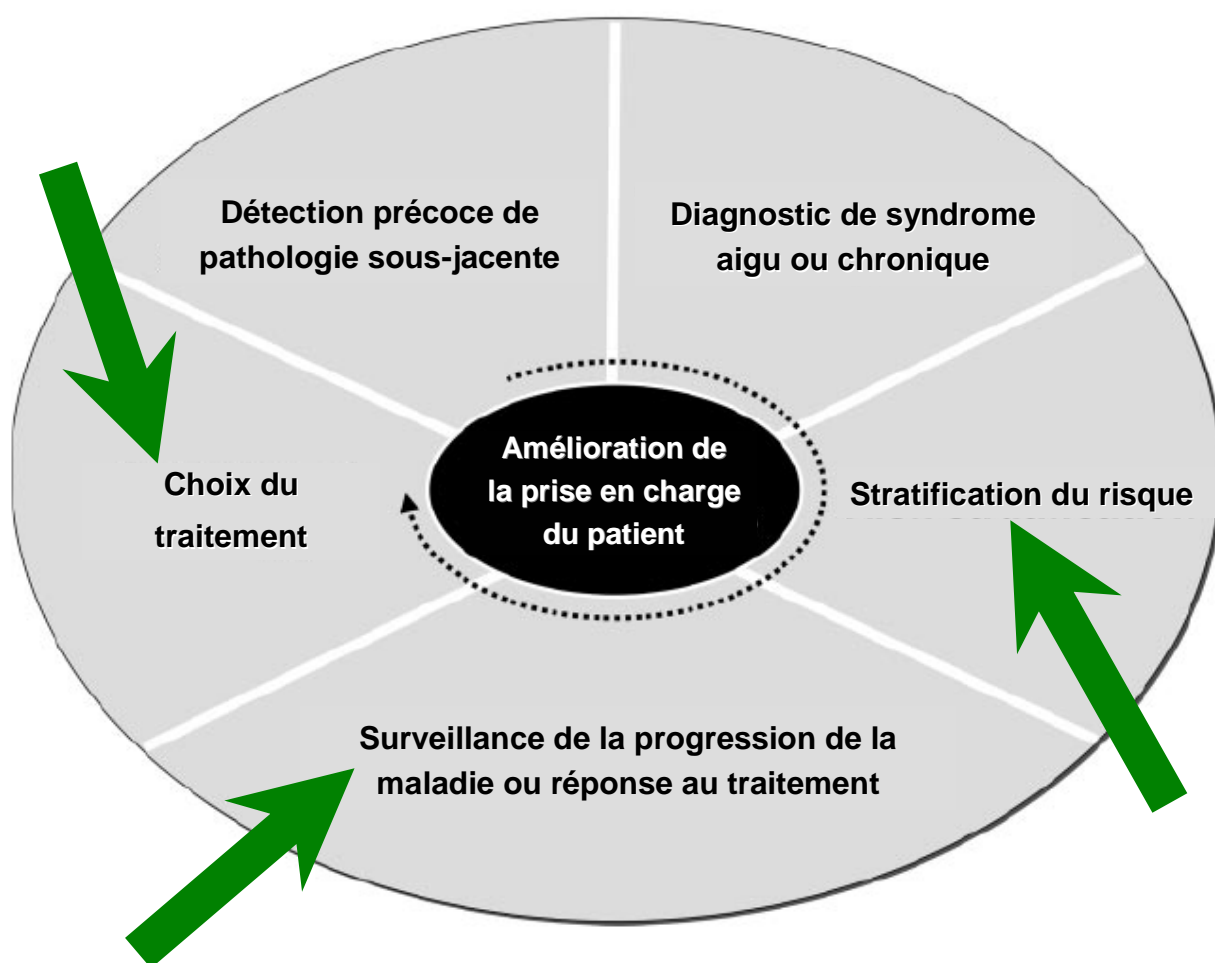 Détection précoce de
pathologie sous-jacente
Diagnostic de syndrome
aigu ou chronique
Amélioration de
la prise en charge
du patient
Choix du
traitement
Stratification du risque
Surveillance de la progression de la
maladie ou réponse au traitement